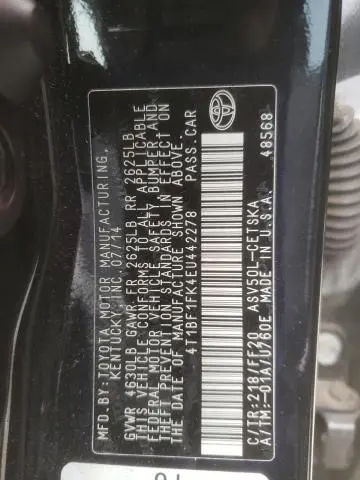 MFD.BY:TOYOTA MOTOR MANUFACTURING,
KENTUCKY,INC. 07/14
GVWR 4630LB GAWR FR 2625LB RR 2625LB
THIS VEHICLE CONFORMS TO ALL APPLICABLE
FEDERAL MOTOR VEHICLE SAFETY, BUMPER, AND
THEFT PREVENTION STANDARDS IN EFFECT ON
THE DATE OF MANUFACTURE SHOWN ABOVE.
4T1BF1FK4EU442278 PASS.CAR
C/TR:218/FF20 ASV50L-CETSKA
A/TM:-01A/U760E MADE IN U.S.A.
48568